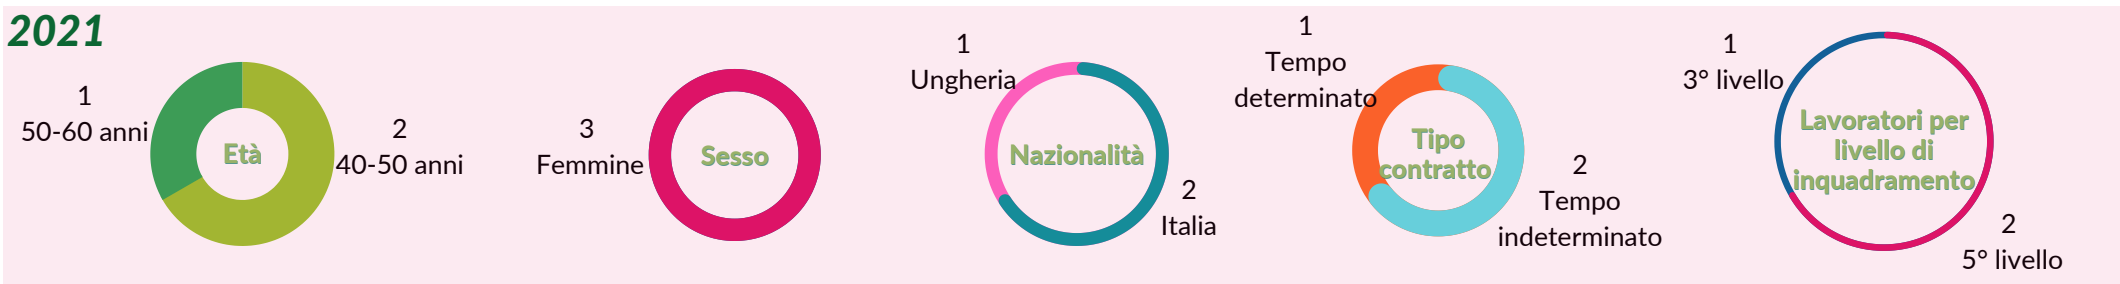 2021
1
50-60 anni
Età
2
40-50 anni
3
Femmine
Sesso
1
Ungheria
Nazionalità
2
Italia
1
Tempo
determinato
Tipo
contratto
2
Tempo
indeterminato
1
3° livello
Lavoratori per
livello di
inquadramento
2
5° livello